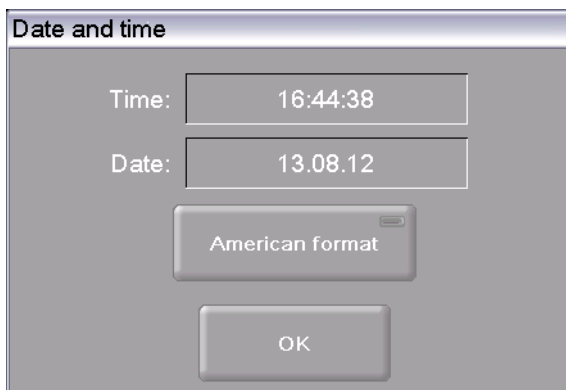 Date and time
Time: 16:44:38
Date: 13.08.12
American format
OK